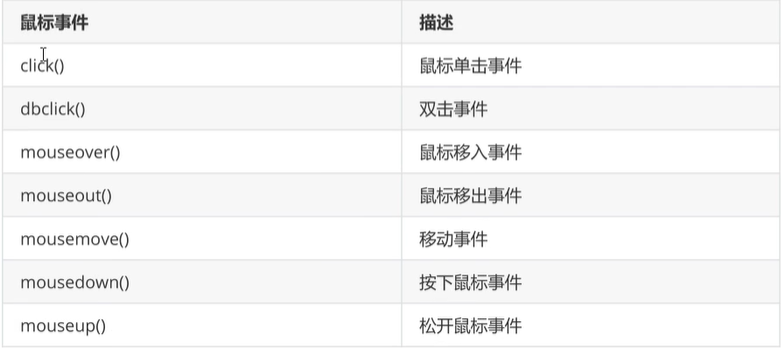 鼠标事件 描述
click() 鼠标单击事件
dbclick() 双击事件
mouseover() 鼠标移入事件
mouseout() 鼠标移出事件
mousemove() 移动事件
mousedown() 按下鼠标事件
mouseup() 松开鼠标事件